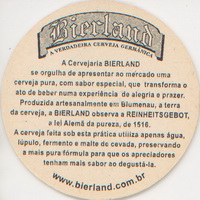 Bierland
A VERDADEIRA CERVEJA GERMÂNICA
A Cervejaria BIERLAND
se orgulha de apresentar no mercado uma
cerveja pura, com sabor especial, que transforma o
ato de beber numa experiência de alegria e prazer.
Produzida artesanalmente em Blumenau, a terra
da cerveja, a BIERLAND observa a REINHEITSGEBOT,
a lei Alemã da pureza, de 1516.
A cerveja feita sob esta prática utiliza apenas água,
lúpulo, fermento e malte de cevada, preservando
a mais pura fórmula para que os apreciadores
tenham mais sabor ao degustá-la.
www.bierland.com.br